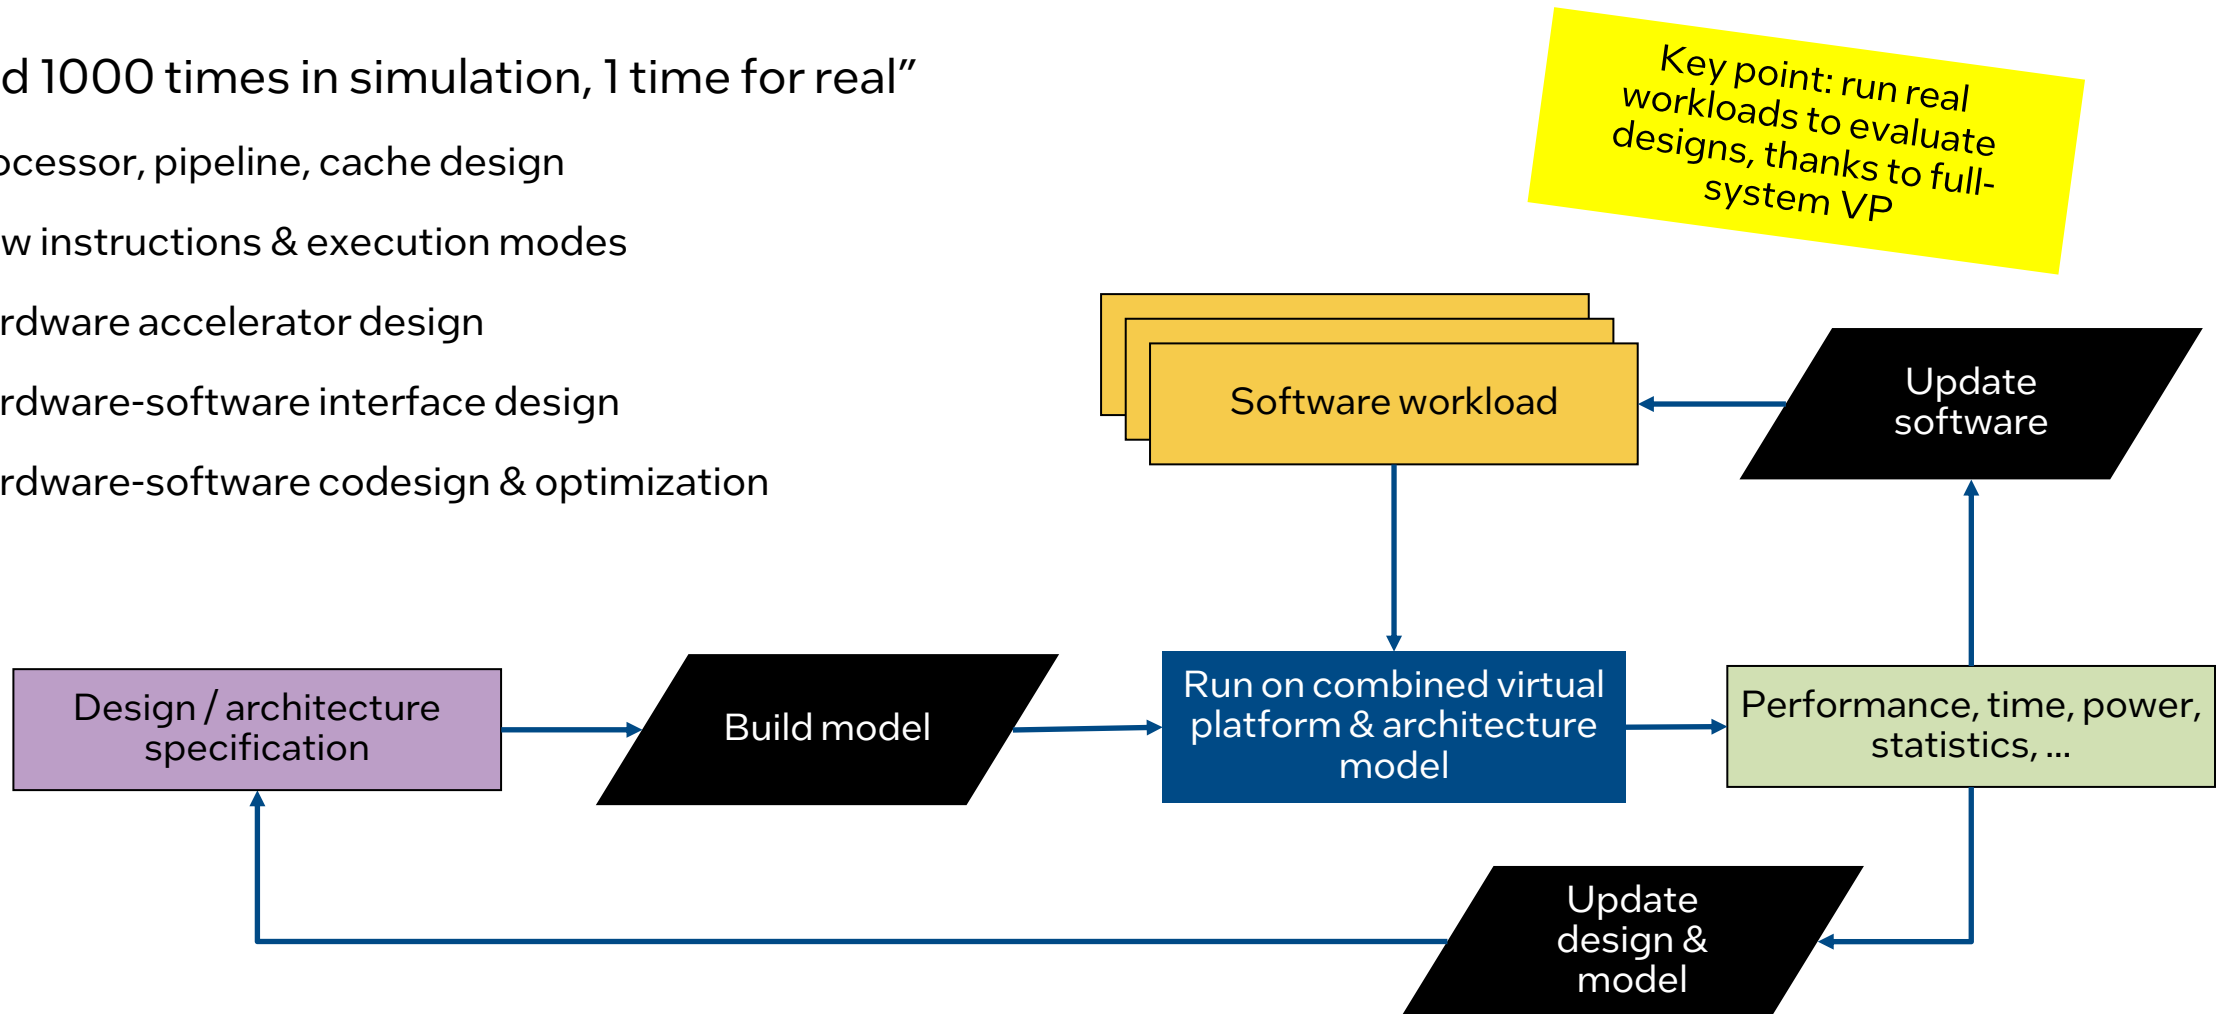 d 1000 times in simulation, 1 time for real”
ocessor, pipeline, cache design
w instructions & execution modes
rdware accelerator design
rdware-software interface design
rdware-software codesign & optimization
Key point: run real
workloads to evaluate
designs, thanks to full-
system VP
Software workload
Update
software
Design / architecture
specification
Build model
Run on combined virtual
platform & architecture
model
Performance, time, power,
statistics, ...
Update
design &
model